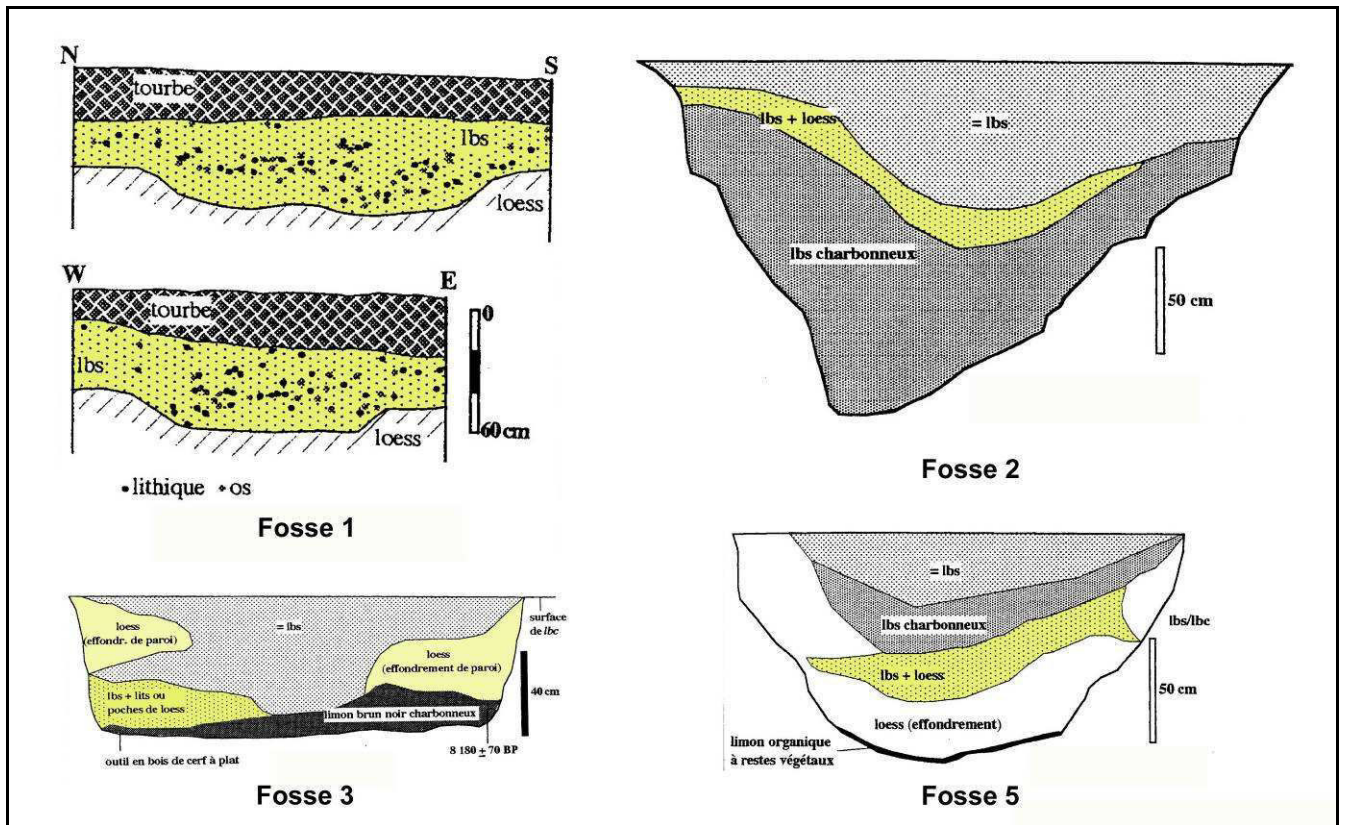 N
S
tourbe
lbs
loess
W
E
tourbe
lbs
loess
0
60 cm
lithique os
Fosse 1
lbs + loess
= lbs
lbs charbonneux
50 cm
Fosse 2
loess
(effondr. de paroi)
= lbs
surface
de lbc
loess
(effondrement de paroi)
lbs + lits ou
poches de loess
limon brun noir charbonneux
40 cm
8 180 ± 70 BP
outil en bois de cerf à plat
Fosse 3
= lbs
lbs charbonneux
lbs/lbc
lbs + loess
50 cm
loess (effondrement)
limon organique
à restes végétaux
Fosse 5